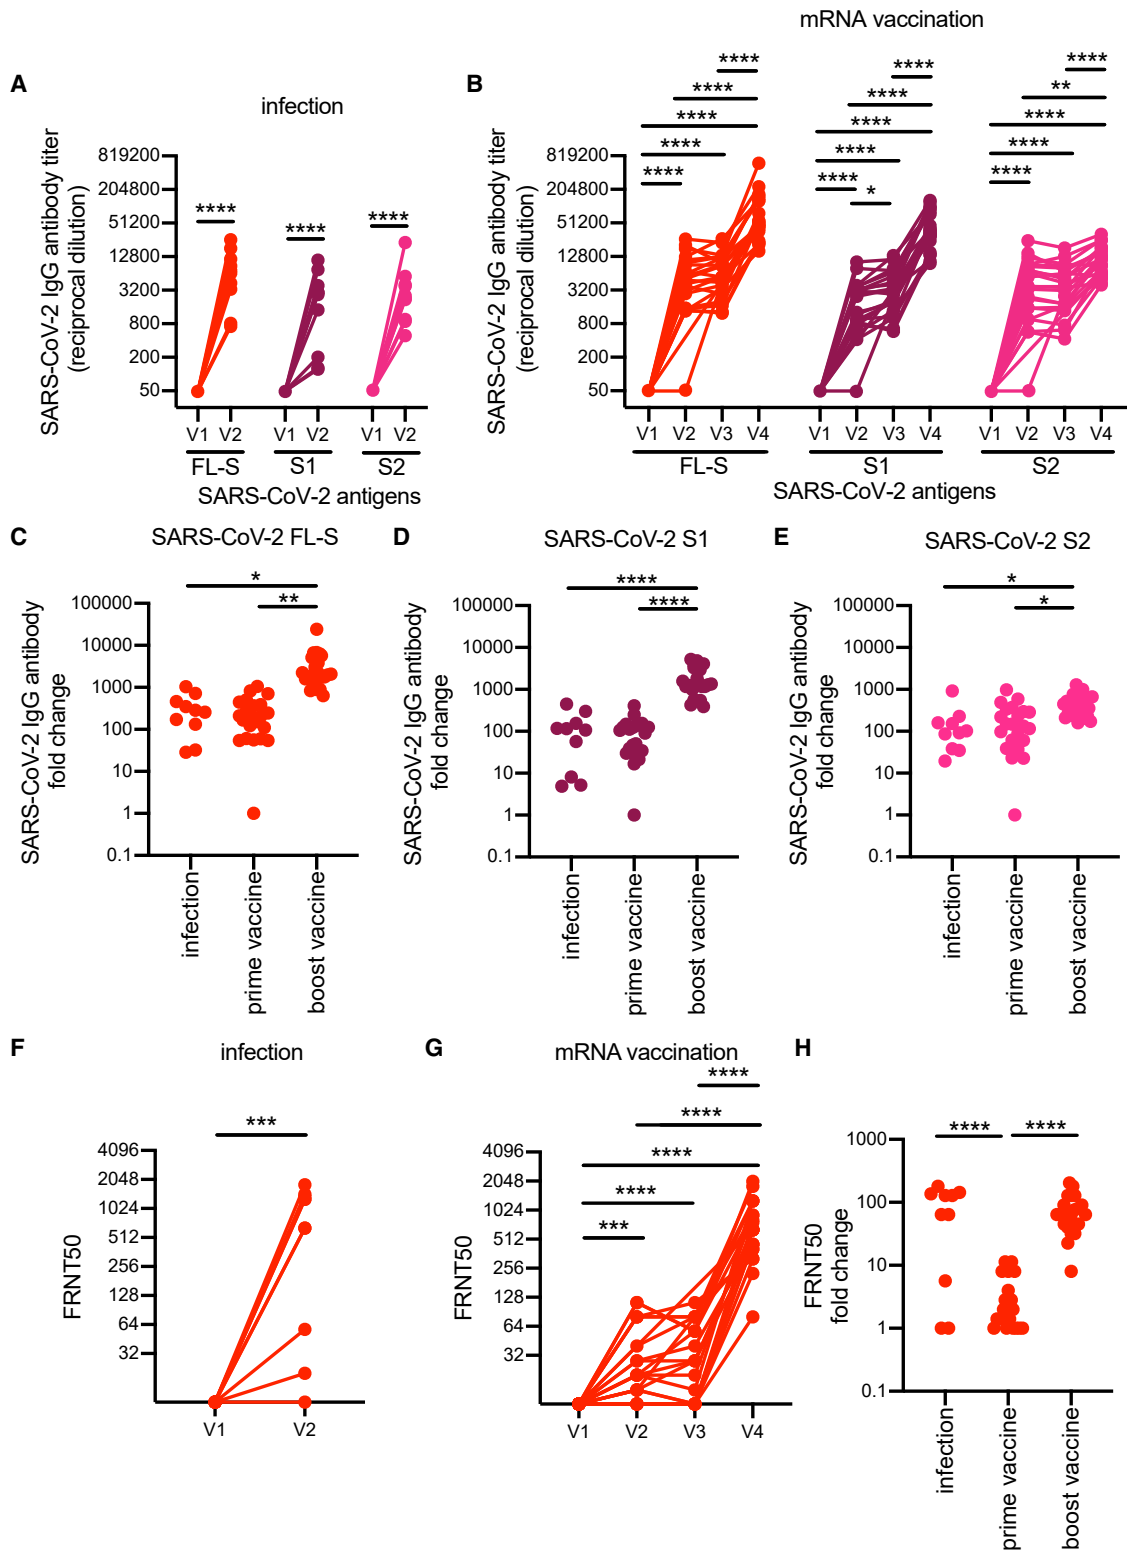 mRNA vaccination
A
B
infection
SARS-CoV-2 IgG antibody titer
(reciprocal dilution)
819200
204800
51200
12800
3200
800
200
50
****
****
****
V1 V2 V1 V2 V1 V2
FL-S S1 S2
SARS-CoV-2 antigens
SARS-CoV-2 IgG antibody titer
(reciprocal dilution)
819200
204800
51200
12800
3200
800
200
50
****
****
****
****
****
****
****
****
****
****
*
****
**
****
****
****
V1 V2 V3 V4 V1 V2 V3 V4 V1 V2 V3 V4
FL-S S1 S2
SARS-CoV-2 antigens
C
SARS-CoV-2 FL-S
SARS-CoV-2 IgG antibody
fold change
100000
10000
1000
100
10
1
0.1
*
**
infection
prime vaccine
boost vaccine
D
SARS-CoV-2 S1
SARS-CoV-2 IgG antibody
fold change
100000
10000
1000
100
10
1
0.1
****
****
infection
prime vaccine
boost vaccine
E
SARS-CoV-2 S2
SARS-CoV-2 IgG antibody
fold change
100000
10000
1000
100
10
1
0.1
*
*
infection
prime vaccine
boost vaccine
F
infection
FRNT50
4096
2048
1024
512
256
128
64
32
***
V1 V2
G
mRNA vaccination
FRNT50
4096
2048
1024
512
256
128
64
32
****
****
****
****
***
V1 V2 V3 V4
H
FRNT50
fold change
1000
100
10
1
0.1
****
****
infection
prime vaccine
boost vaccine